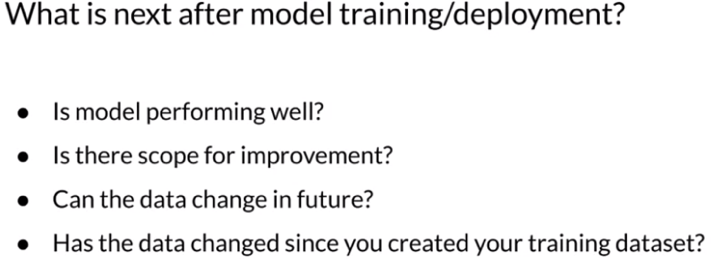 What is next after model training/deployment?
● Is model performing well?
● Is there scope for improvement?
● Can the data change in future?
● Has the data changed since you created your training dataset?